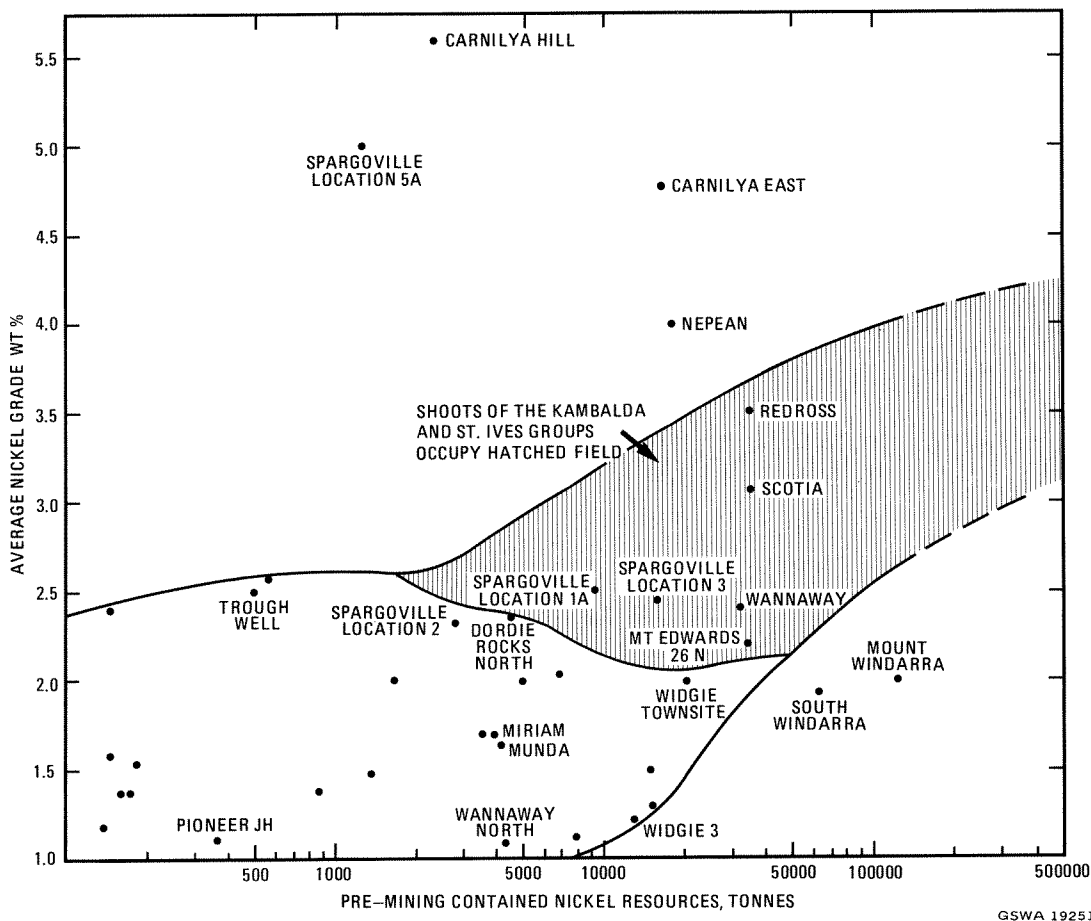 5.5
5.0
4.5
4.0
3.5
3.0
2.5
2.0
1.5
1.0
AVERAGE NICKEL GRADE WT %
CARNILYA HILL
SPARGOVILLE
LOCATION 5A
CARNILYA EAST
NEPEAN
SHOOTS OF THE KAMBALDA
AND ST. IVES GROUPS
OCCUPY HATCHED FIELD
REDROSS
SCOTIA
SPARGOVILLE
LOCATION 3
SPARGOVILLE
LOCATION 1A
WANNAWAY
TROUGH
WELL
SPARGOVILLE
LOCATION 2
DORDIE
ROCKS
NORTH
MT EDWARDS
26 N
MOUNT
WINDARRA
WIDGIE
TOWNSITE
SOUTH
WINDARRA
MIRIAM
MUNDA
PIONEER JH
WANNAWAY
NORTH
WIDGIE 3
500
1000
5000
10000
50000
100000
500000
PRE–MINING CONTAINED NICKEL RESOURCES, TONNES